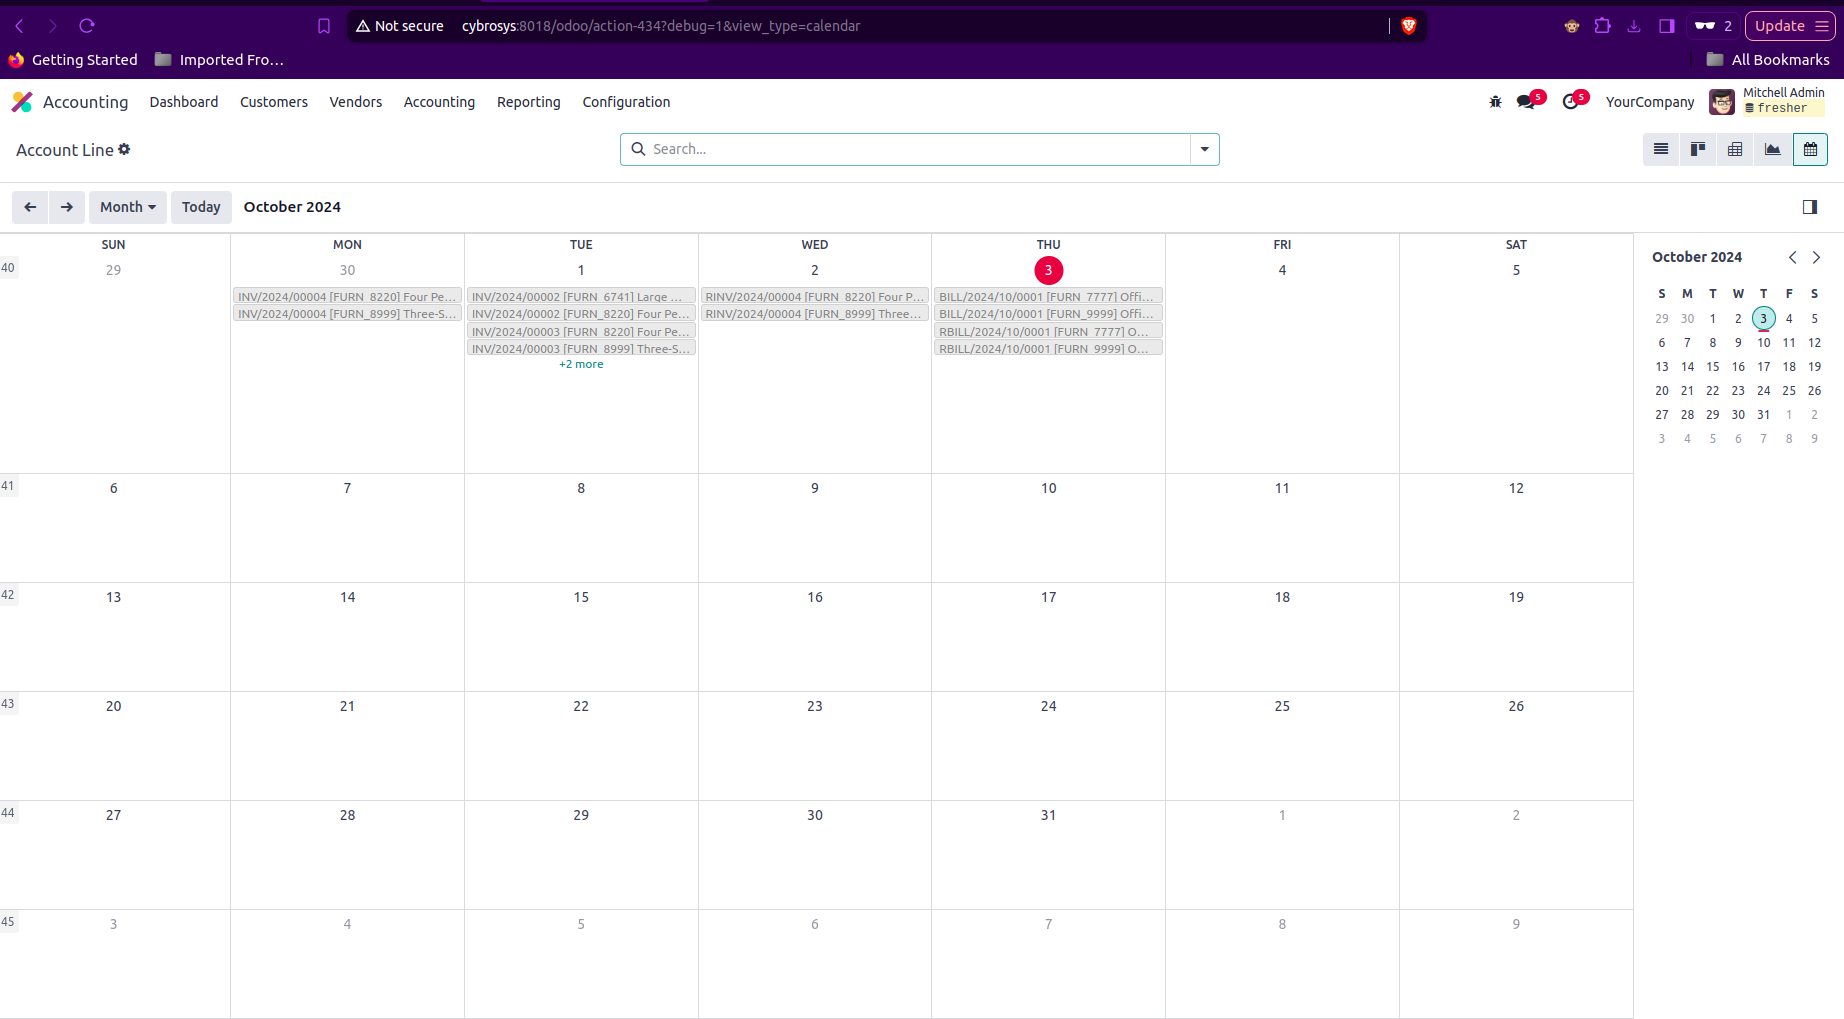 Not secure cybrosys:8018/odoo/action-434?debug=1&view_type=calendar 2 Update
Getting Started Imported Fro... All Bookmarks
Accounting Dashboard Customers Vendors Accounting Reporting Configuration 5 5 YourCompany Mitchell Admin
fresher
Account Line Search...
Month Today October 2024
SUN MON TUE WED THU FRI SAT
40 29 30 1 2 3 4 5
INV/2024/00004 [FURN_8220] Four Pe...
INV/2024/00004 [FURN_8999] Three-S...
INV/2024/00002 [FURN_6741] Large ...
INV/2024/00002 [FURN_8220] Four Pe...
INV/2024/00003 [FURN_8220] Four Pe...
INV/2024/00003 [FURN_8999] Three-S...
+2 more
RINV/2024/00004 [FURN_8220] Four P...
RINV/2024/00004 [FURN_8999] Three...
BILL/2024/10/0001 [FURN_7777] Offi...
BILL/2024/10/0001 [FURN_9999] Offi...
RBILL/2024/10/0001 [FURN_7777] O...
RBILL/2024/10/0001 [FURN_9999] O...
41 6 7 8 9 10 11 12
42 13 14 15 16 17 18 19
43 20 21 22 23 24 25 26
44 27 28 29 30 31 1 2
45 3 4 5 6 7 8 9
October 2024
S M T W T F S
29 30 1 2 3 4 5
6 7 8 9 10 11 12
13 14 15 16 17 18 19
20 21 22 23 24 25 26
27 28 29 30 31 1 2
3 4 5 6 7 8 9